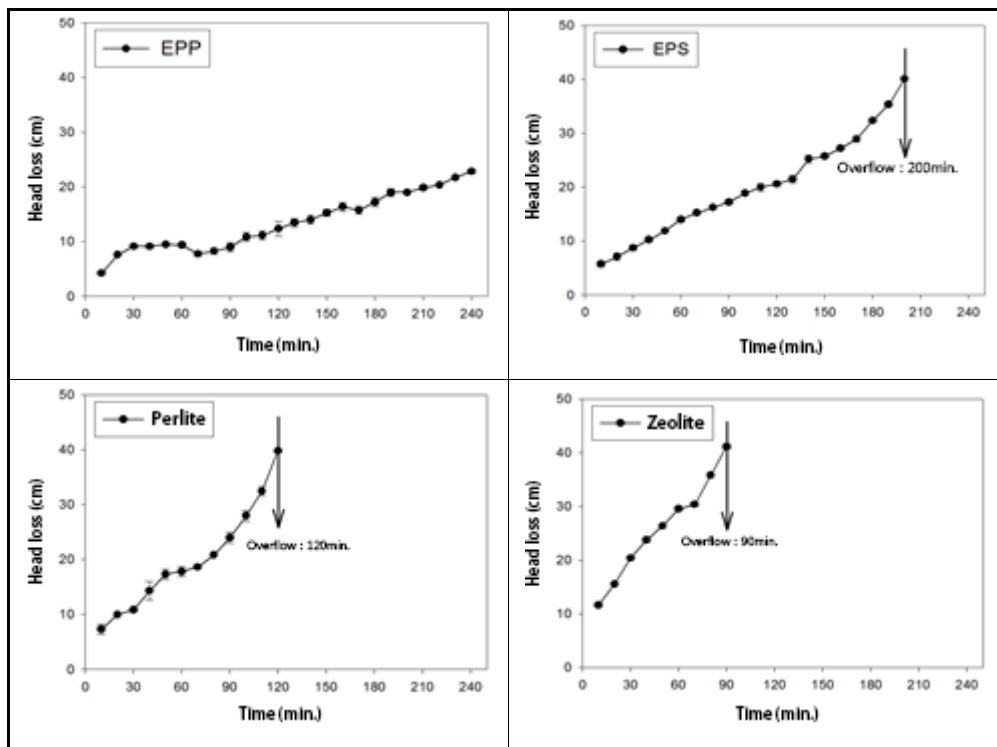 EPP
50
40
30
20
10
0
Head loss (cm)
0 30 60 90 120 150 180 210 240
Time (min.)
EPS
50
40
30
20
10
0
Head loss (cm)
Overflow : 200min.
0 30 60 90 120 150 180 210 240
Time (min.)
Perlite
50
40
30
20
10
0
Head loss (cm)
Overflow : 120min.
0 30 60 90 120 150 180 210 240
Time (min.)
Zeolite
50
40
30
20
10
0
Head loss (cm)
Overflow : 90min.
0 30 60 90 120 150 180 210 240
Time (min.)